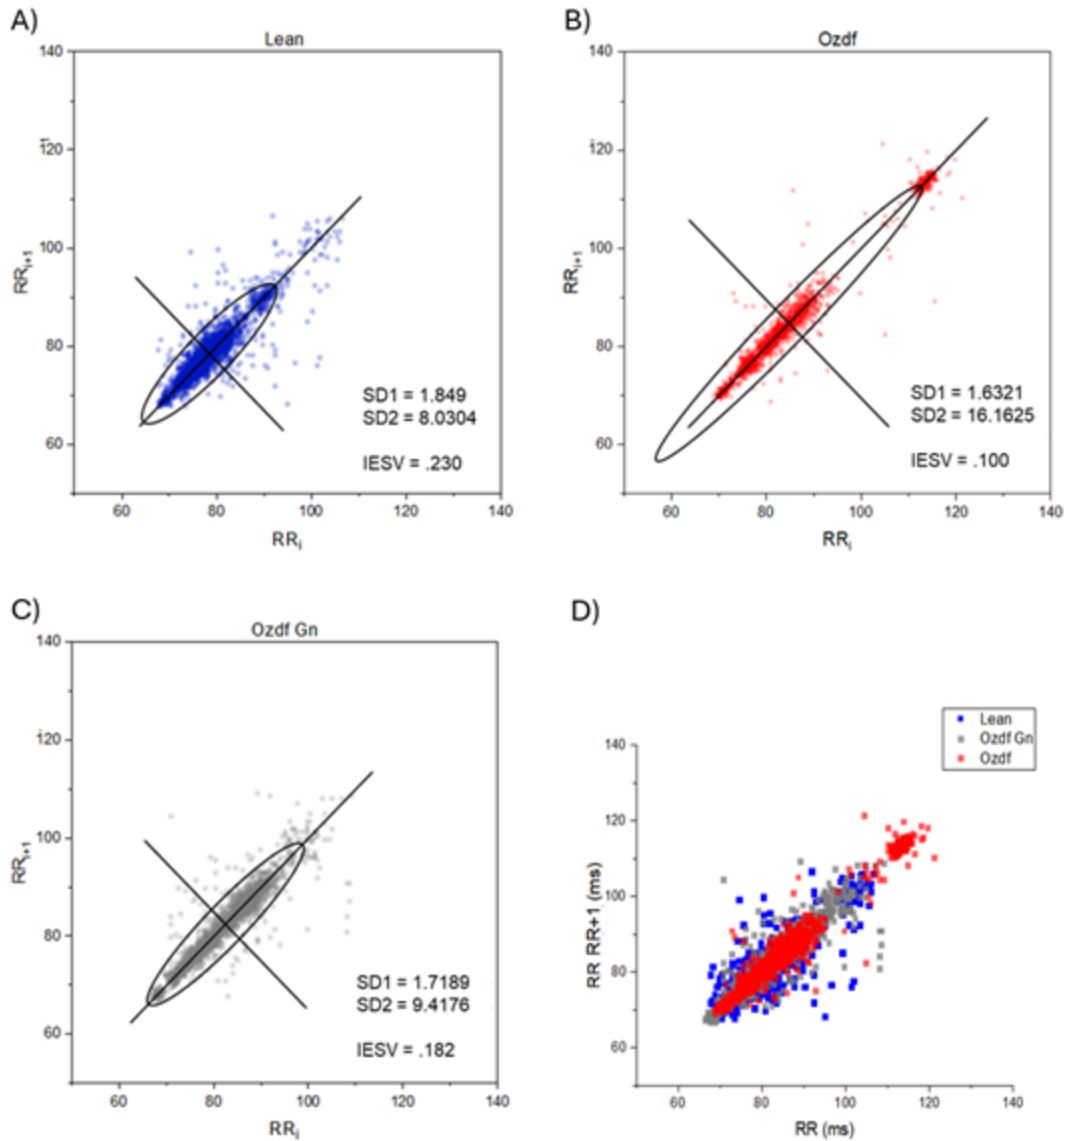 A)
Lean
140
120
100
80
60
RRi+1
60
80
100
120
140
RRi
SD1 = 1.849
SD2 = 8.0304
IESV = .230
B)
Ozdf
140
120
100
80
60
RRi+1
60
80
100
120
140
RRi
SD1 = 1.6321
SD2 = 16.1625
IESV = .100
C)
Ozdf Gn
140
120
100
80
60
RRi+1
60
80
100
120
140
RRi
SD1 = 1.7189
SD2 = 9.4176
IESV = .182
D)
Lean
Ozdf Gn
Ozdf
140
120
100
80
60
RR RR+1 (ms)
60
80
100
120
140
RR (ms)